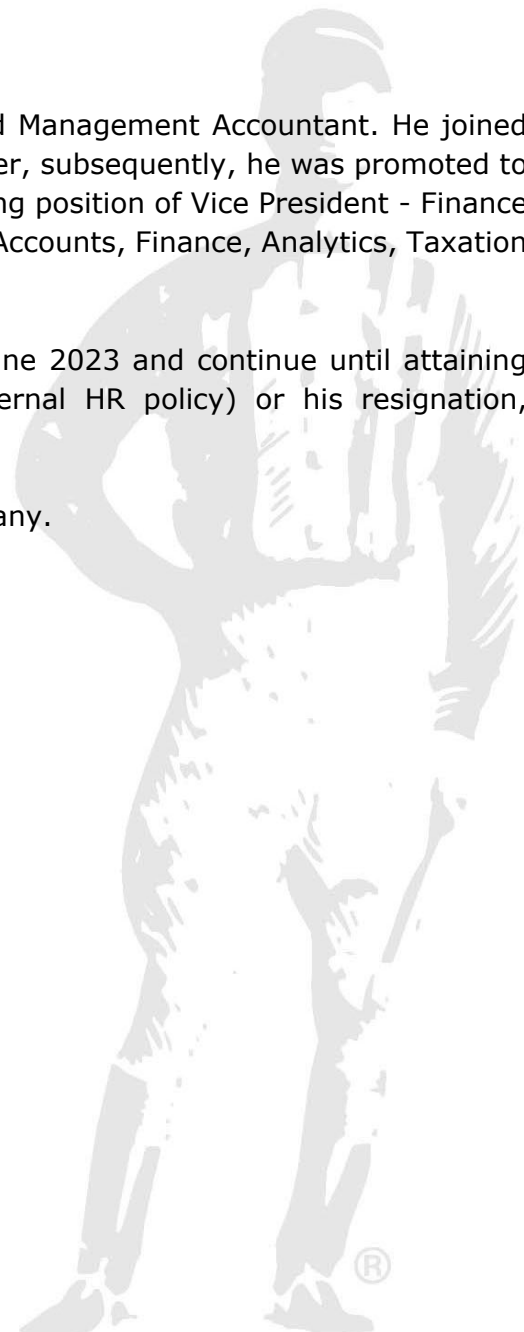 d Management Accountant. He joined
er, subsequently, he was promoted to
ng position of Vice President - Finance
Accounts, Finance, Analytics, Taxation
ne 2023 and continue until attaining
ernal HR policy) or his resignation,
any.
®